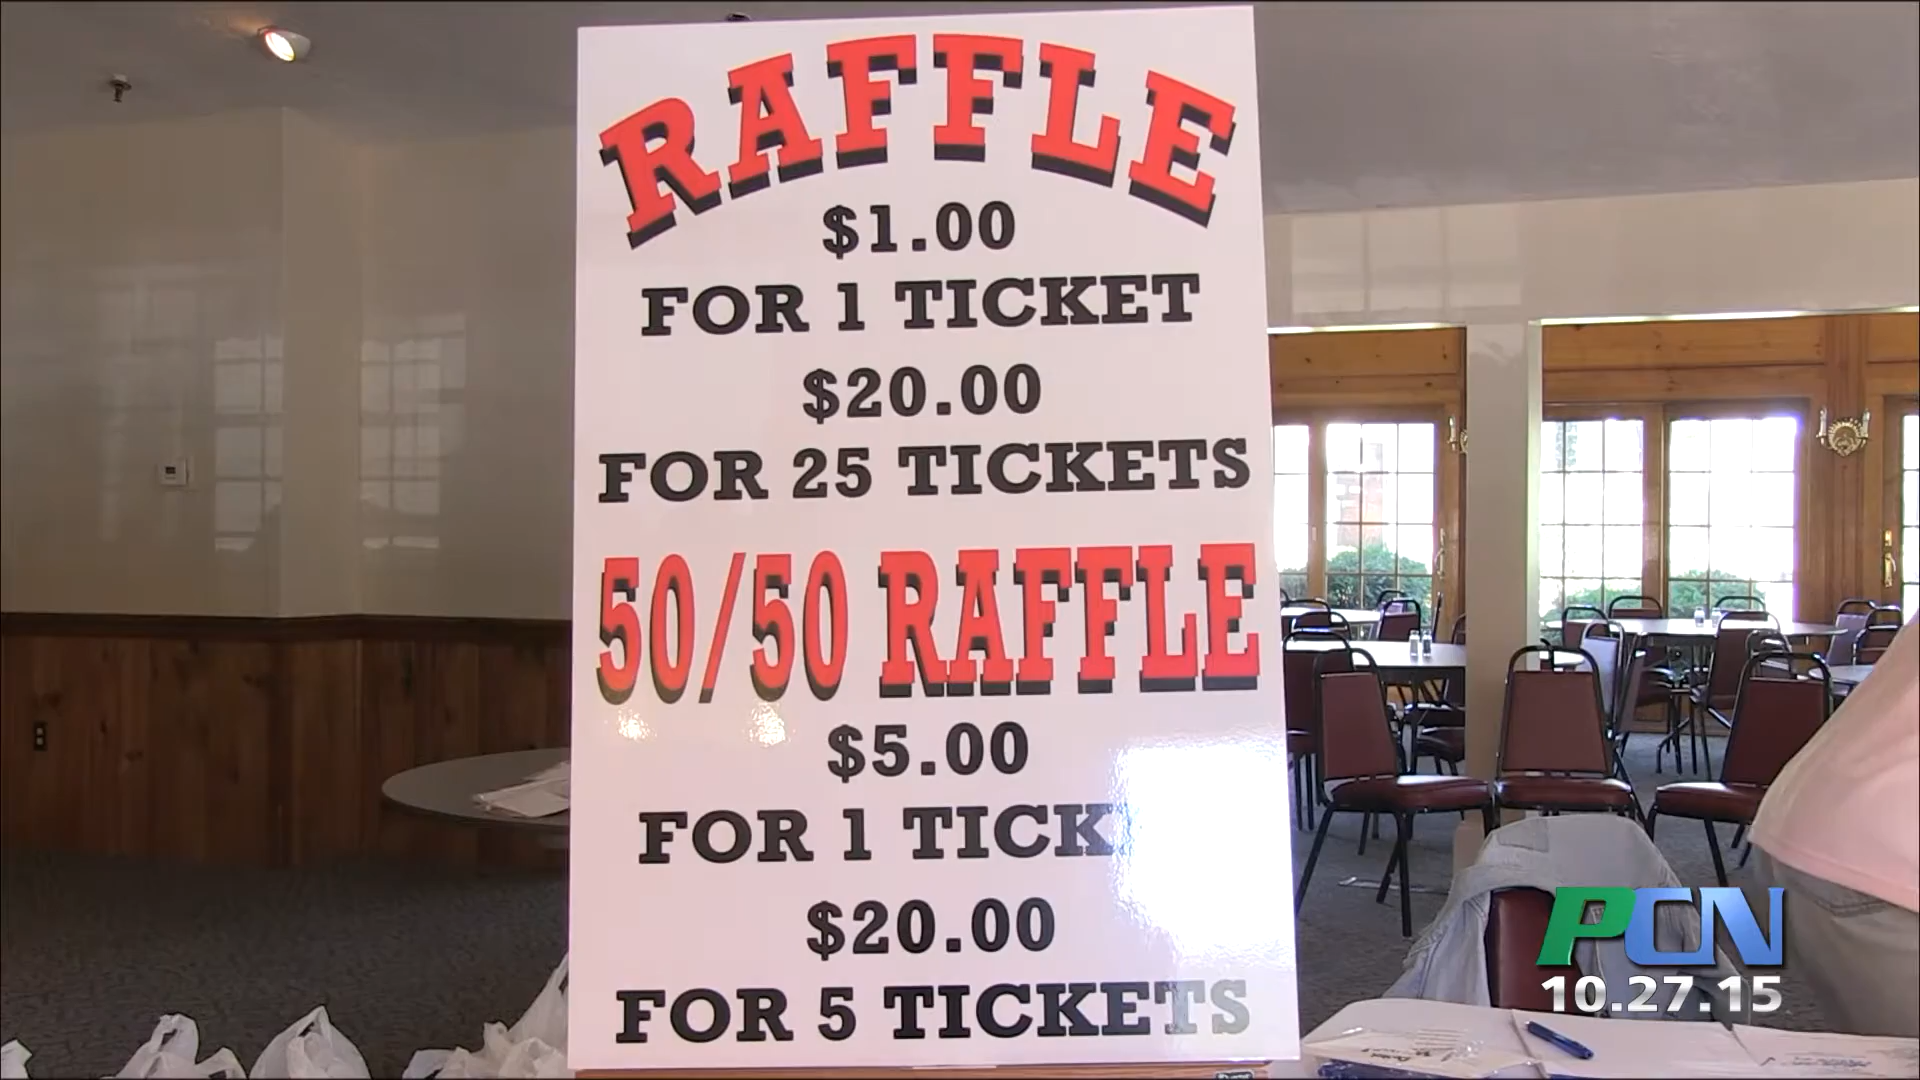 RAFFLE
$1.00
FOR 1 TICKET
$20.00
FOR 25 TICKETS
50/50 RAFFLE
$5.00
FOR 1 TICK
$20.00
FOR 5 TICKETS
PCN
10.27.15